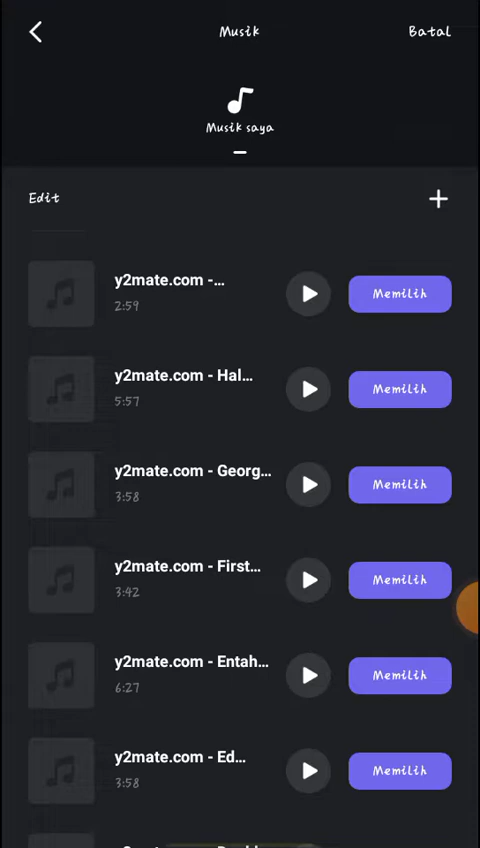 Musik
Batal
Musik saya
Edit
y2mate.com -...
2:59
Memilih
y2mate.com - Hal...
5:57
Memilih
y2mate.com - Georg...
3:58
Memilih
y2mate.com - First...
3:42
Memilih
y2mate.com - Entah...
6:27
Memilih
y2mate.com - Ed...
3:58
Memilih